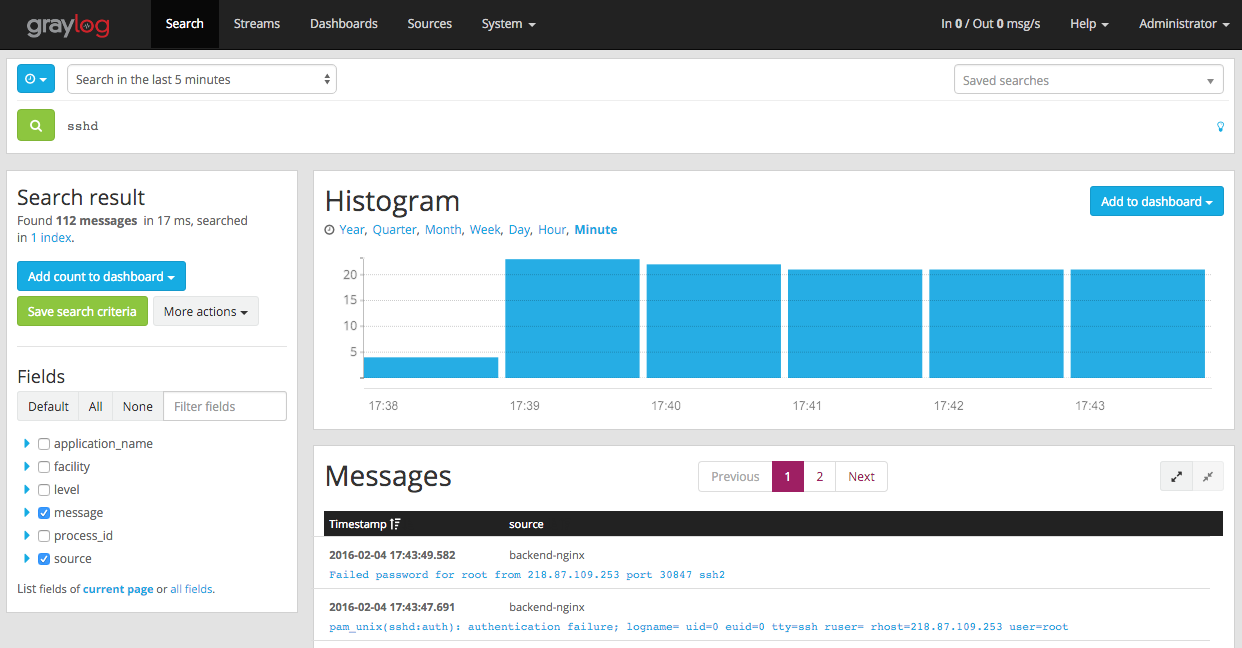 graylog Search Streams Dashboards Sources System In 0 / Out 0 msg/s Help Administrator
Search in the last 5 minutes Saved searches
sshd
Search result
Found 112 messages in 17 ms, searched
in 1 index.
Add count to dashboard
Save search criteria More actions
Fields
Default All None Filter fields
application_name
facility
level
message
process_id
source
List fields of current page or all fields.
Histogram
Add to dashboard
Year, Quarter, Month, Week, Day, Hour, Minute
20
15
10
5
17:38 17:39 17:40 17:41 17:42 17:43
Messages Previous 1 2 Next
Timestamp source
2016-02-04 17:43:49.582 backend-nginx
Failed password for root from 218.87.109.253 port 30847 ssh2
2016-02-04 17:43:47.691 backend-nginx
pam_unix(sshd:auth): authentication failure; logname= uid=0 euid=0 tty=ssh ruser= rhost=218.87.109.253 user=root